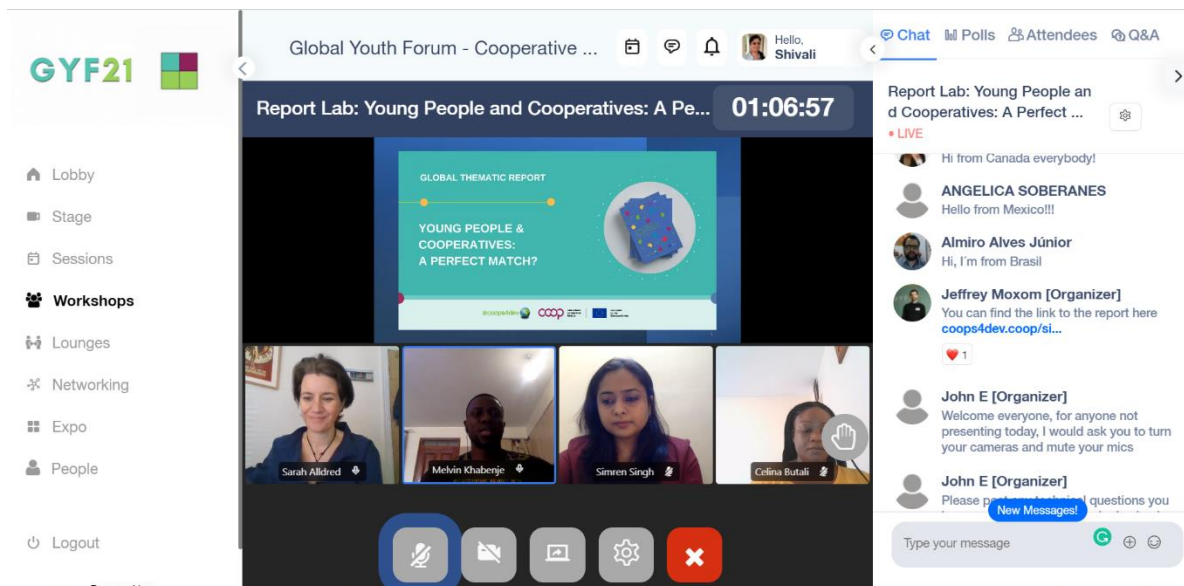 GYF21
Lobby
Stage
Sessions
Workshops
Lounges
Networking
Expo
People
Logout
Global Youth Forum - Cooperative ...
Hello,
Shivali
Report Lab: Young People and Cooperatives: A Pe...
01:06:57
GLOBAL THEMATIC REPORT
YOUNG PEOPLE &
COOPERATIVES:
A PERFECT MATCH?
#coops4dev
coop
Sarah Alldred
Melvin Khabenje
Simren Singh
Celina Butali
Chat
Polls
Attendees
Q&A
Report Lab: Young People an
d Cooperatives: A Perfect ...
• LIVE
Hi from Canada everybody!
ANGELICA SOBERANES
Hello from Mexico!!!
Almiro Alves Júnior
Hi, I'm from Brasil
Jeffrey Moxom [Organizer]
You can find the link to the report here
coops4dev.coop/si...
1
John E [Organizer]
Welcome everyone, for anyone not
presenting today, I would ask you to turn
your cameras and mute your mics
John E [Organizer]
Please questions you
New Messages!
Type your message